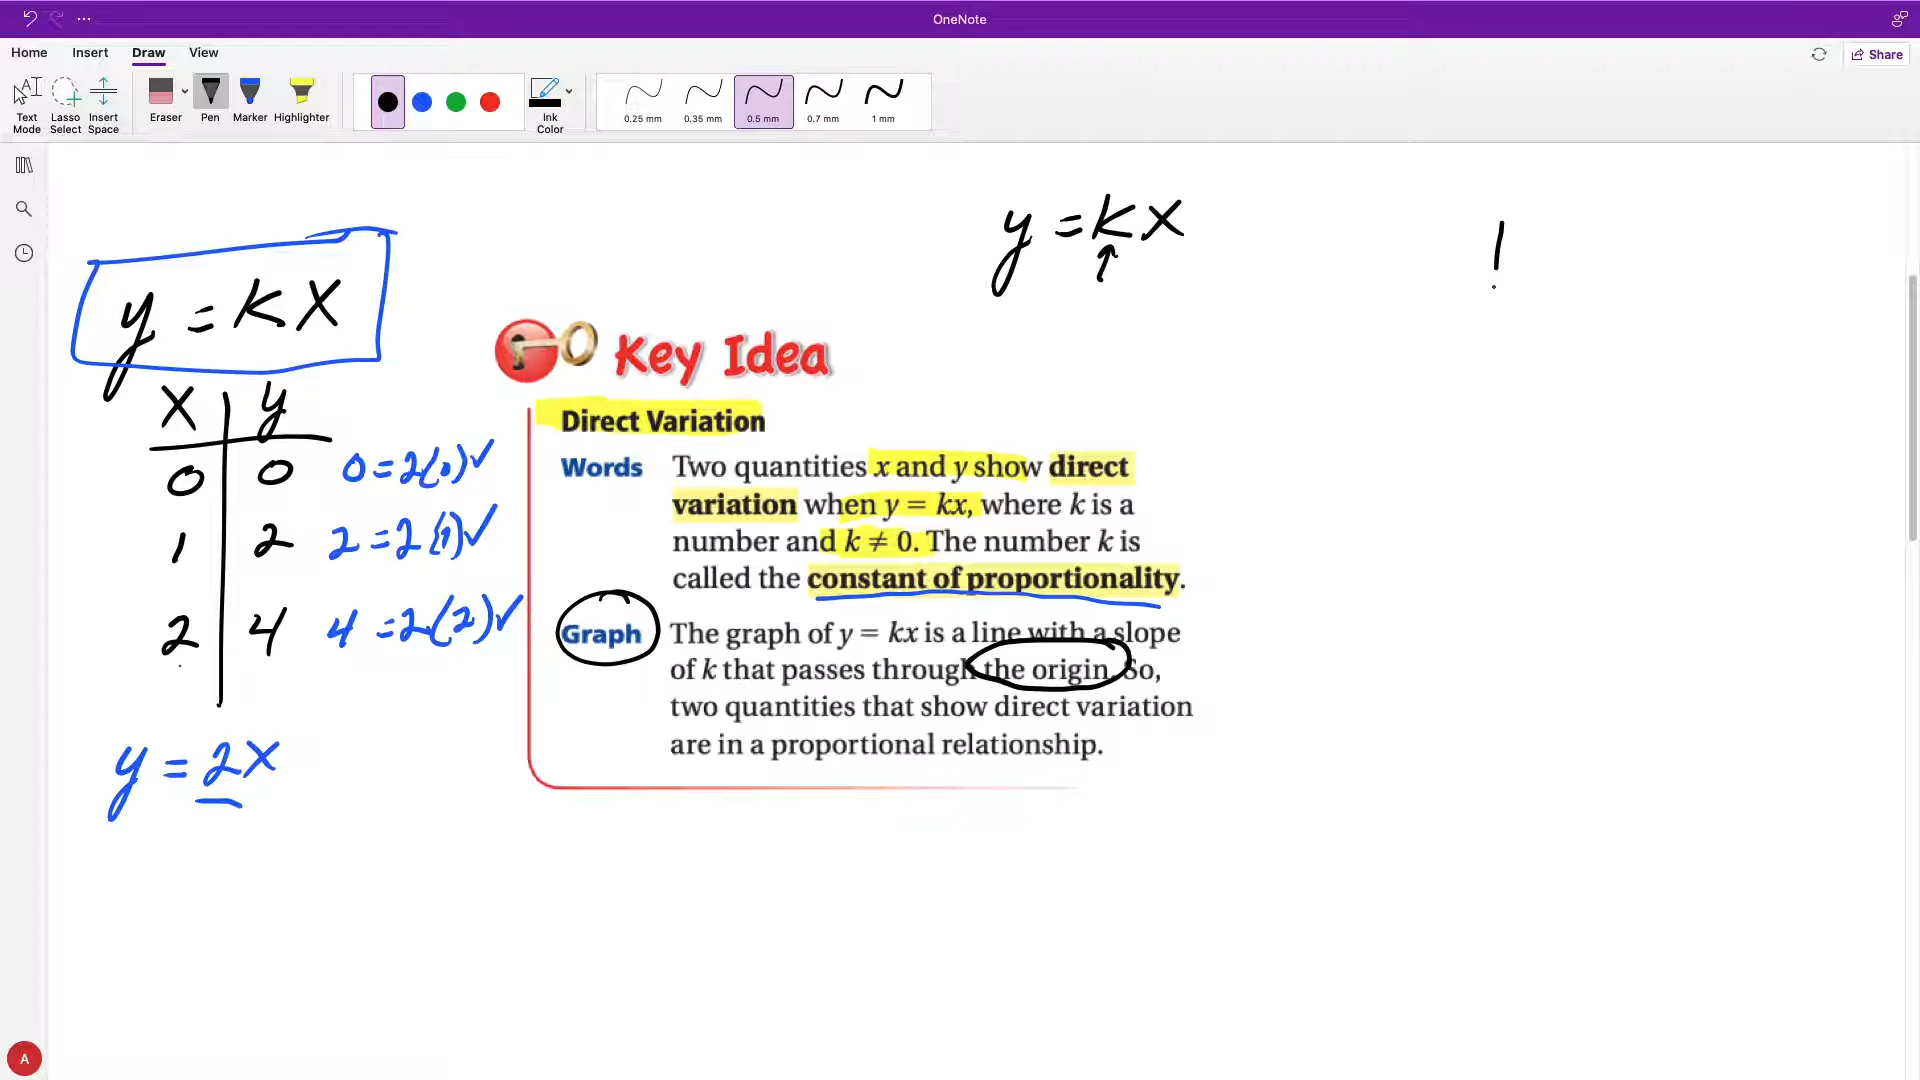 OneNote
Home Insert Draw View
Share
Text Mode
Lasso Select
Insert Space
Eraser
Pen
Marker
Highlighter
Ink Color
0.25 mm
0.35 mm
0.5 mm
0.7 mm
1 mm
y = kx
y = kx
x y
0 0 0 = 2(0)✓
1 2 2 = 2(1)✓
2 4 4 = 2(2)✓
y = 2x
Key Idea
Direct Variation
Words Two quantities x and y show direct
variation when y = kx, where k is a
number and k ≠ 0. The number k is
called the constant of proportionality.
Graph The graph of y = kx is a line with a slope
of k that passes through the origin. So,
two quantities that show direct variation
are in a proportional relationship.
A